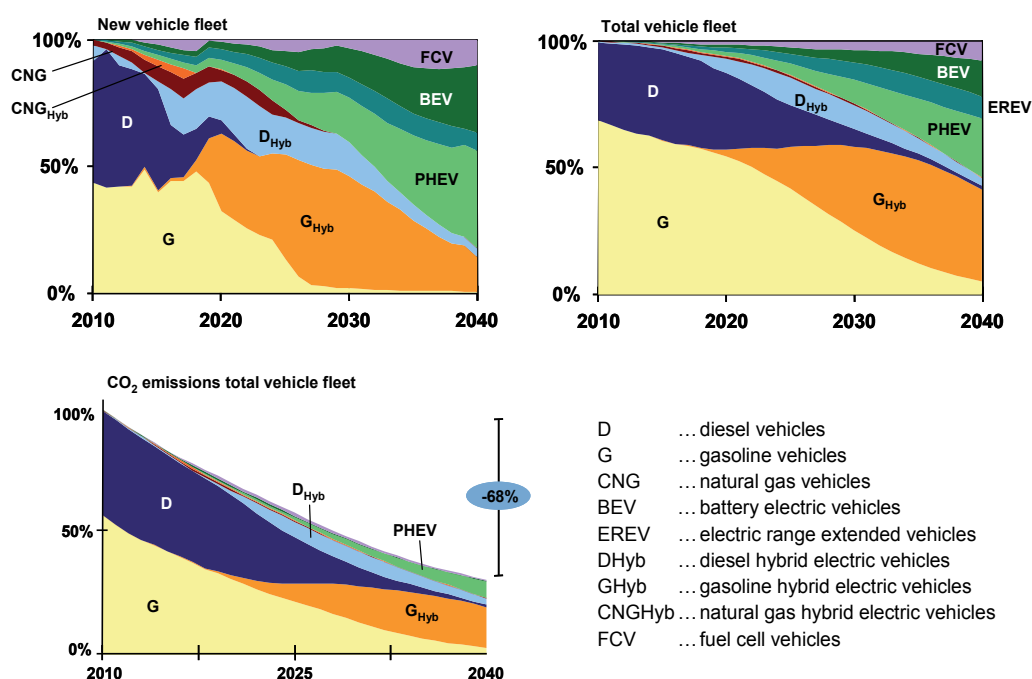 New vehicle fleet
100%
50%
0%
CNG
CNGHyb
D
G
DHyb
GHyb
FCV
BEV
PHEV
2010 2020 2030 2040
Total vehicle fleet
100%
50%
0%
D
G
DHyb
GHyb
FCV
BEV
EREV
PHEV
2010 2020 2030 2040
CO2 emissions total vehicle fleet
100%
50%
0%
D
G
DHyb
PHEV
GHyb
-68%
2010 2025 2040
D ... diesel vehicles
G ... gasoline vehicles
CNG ... natural gas vehicles
BEV ... battery electric vehicles
EREV ... electric range extended vehicles
DHyb ... diesel hybrid electric vehicles
GHyb ... gasoline hybrid electric vehicles
CNGHyb ... natural gas hybrid electric vehicles
FCV ... fuel cell vehicles